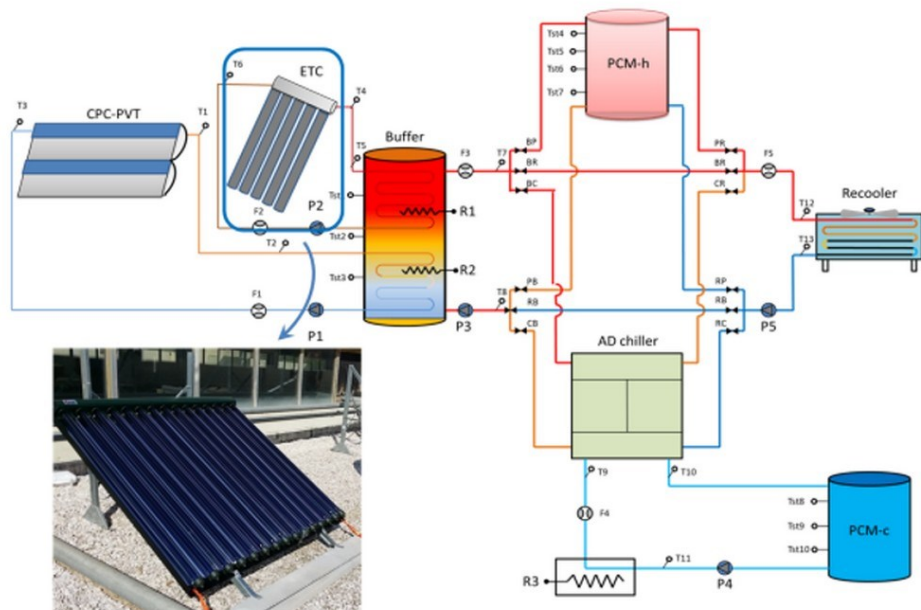 T6
ETC
T3
CPC-PVT
T1
T4
Buffer
T5
Tst4
Tst5
Tst6
Tst7
PCM-h
F3
T7
BP
BR
BC
PR
BR
CR
F5
Recooler
T12
T13
Tst
R1
F2
P2
T2
Tst2
Tst3
R2
F1
P1
P3
T8
PB
RB
CB
RP
RB
RC
P5
AD chiller
T9
T10
F4
Tst8
Tst9
Tst10
PCM-c
T11
P4
R3